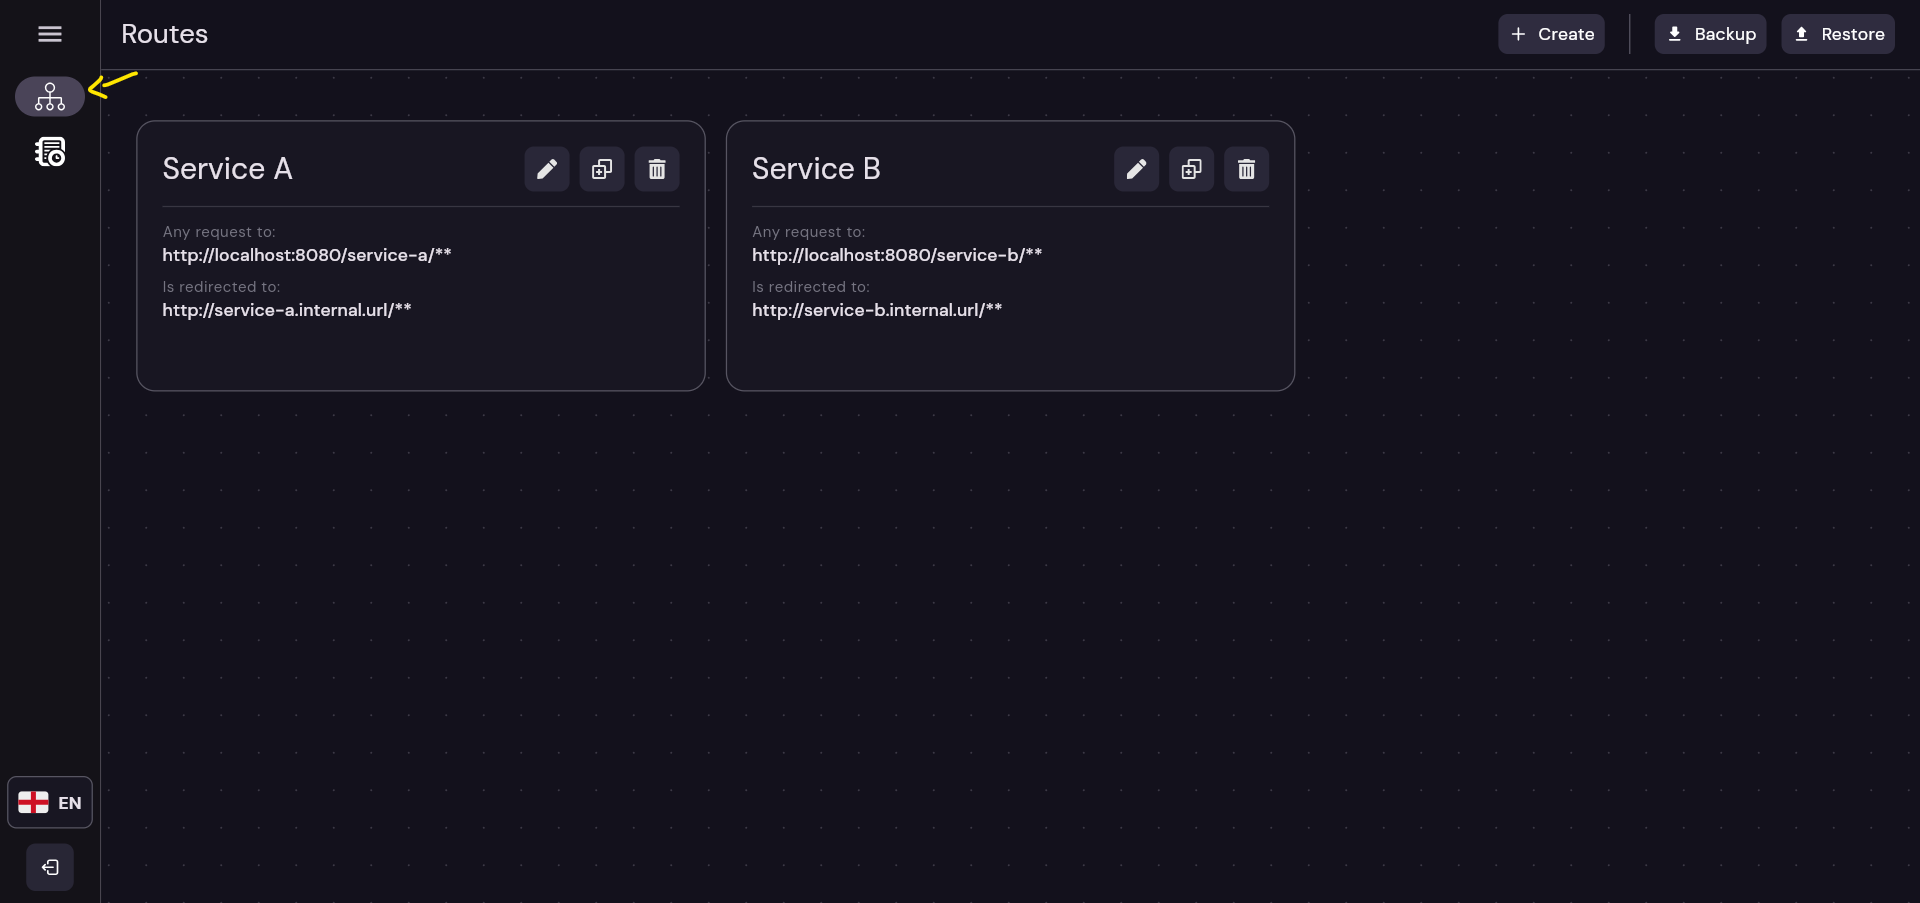 Routes
Create
Backup
Restore
Service A
Any request to:
http://localhost:8080/service-a/**
Is redirected to:
http://service-a.internal.url/**
Service B
Any request to:
http://localhost:8080/service-b/**
Is redirected to:
http://service-b.internal.url/**
EN